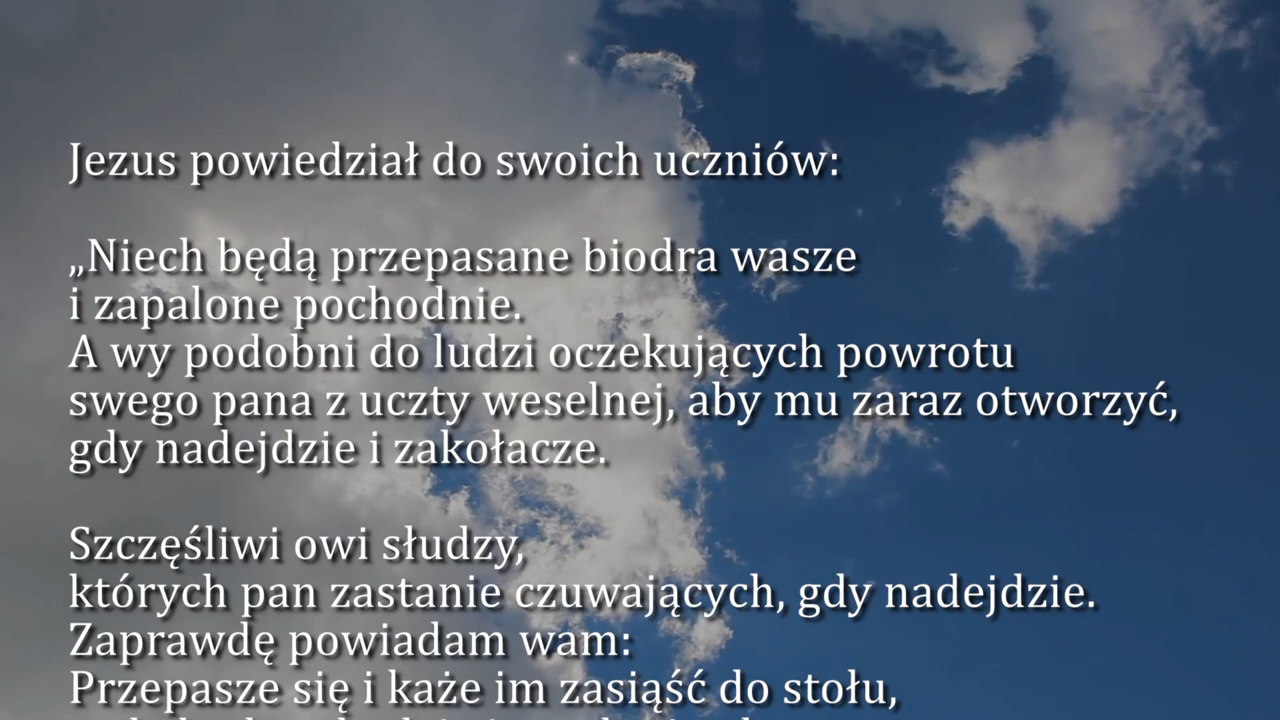 Jezus powiedział do swoich uczniów:
„Niech będą przepasane biodra wasze
i zapalone pochodnie.
A wy podobni do ludzi oczekujących powrotu
swego pana z uczty weselnej, aby mu zaraz otworzyć,
gdy nadejdzie i zakołacze.
Szczęśliwi owi słudzy,
których pan zastanie czuwających, gdy nadejdzie.
Zaprawdę powiadam wam:
Przepasze się i każe im zasiąść do stołu,